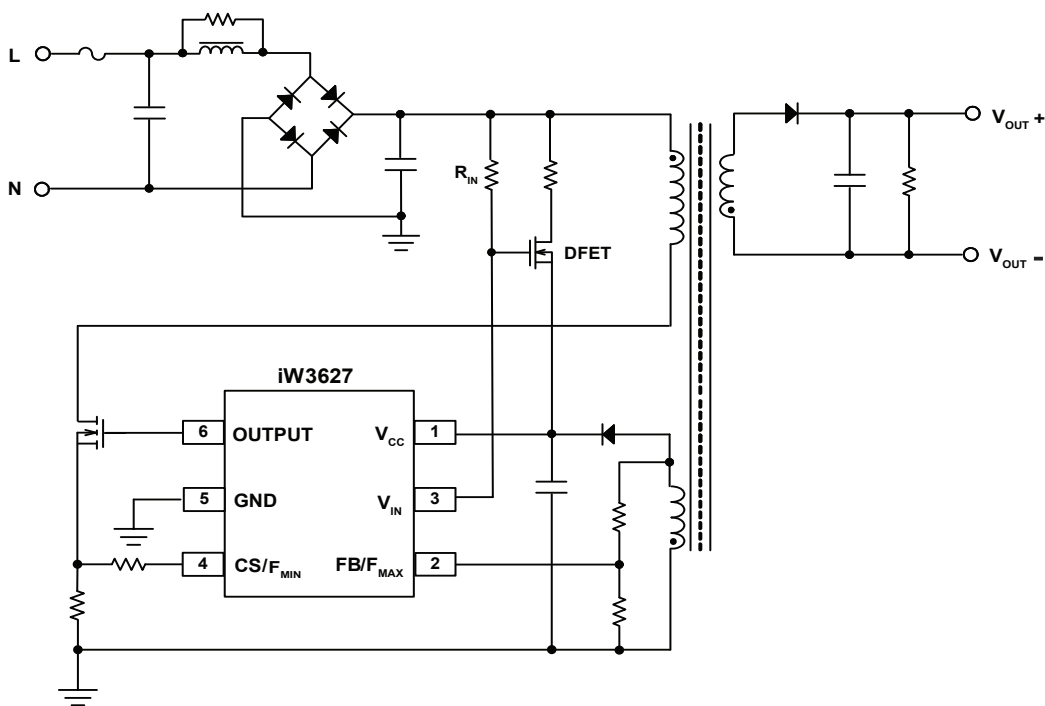 L
V_OUT +
R_IN
N
DFET
V_OUT -
iW3627
6 OUTPUT V_CC 1
5 GND V_IN 3
4 CS/F_MIN FB/F_MAX 2